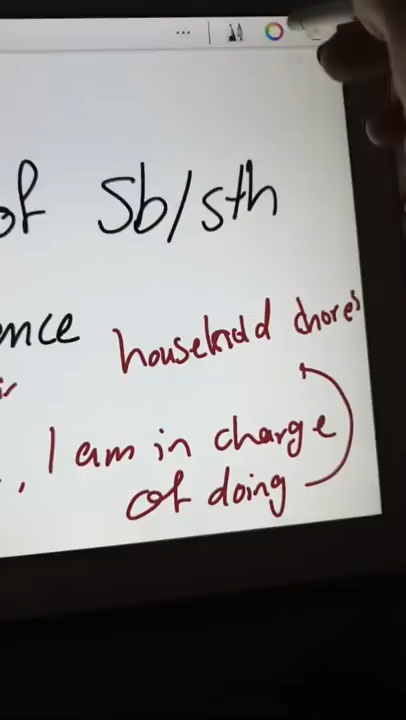 of Sb/sth
ence
household chores
, I am in charge
of doing